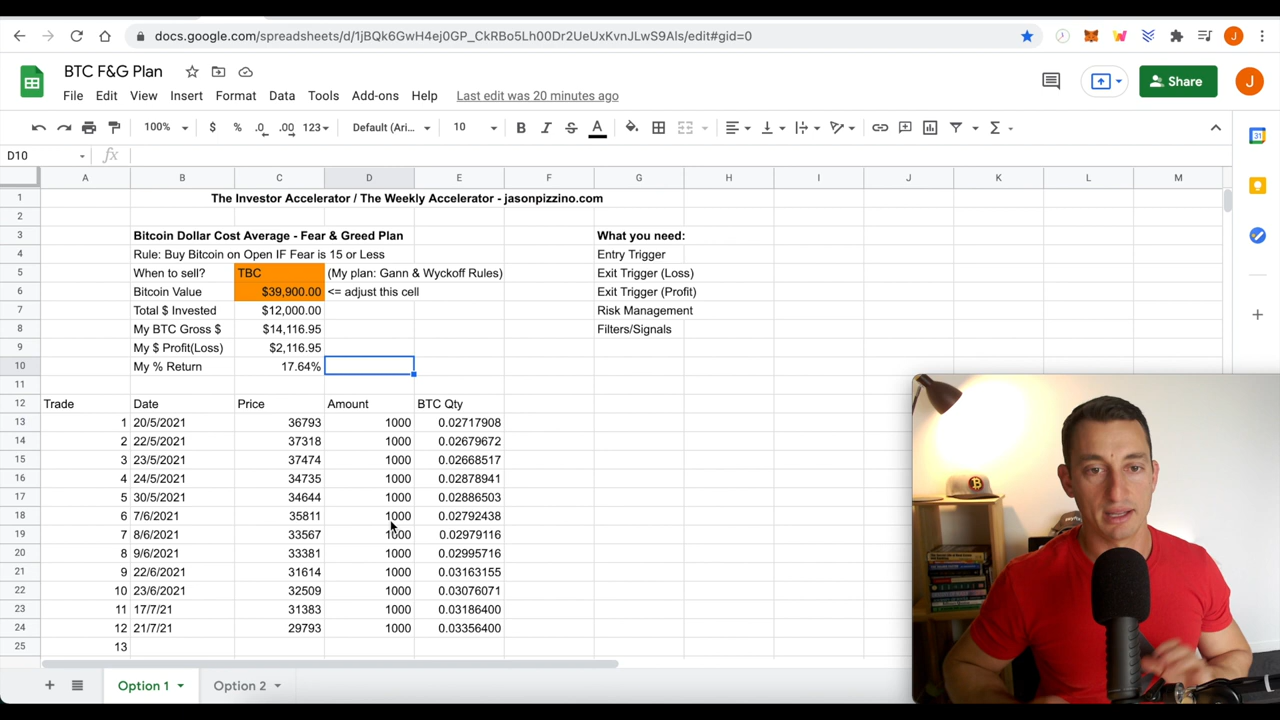 docs.google.com/spreadsheets/d/1jBQk6GwH4ej0GP_CkRBo5Lh00Dr2UeUxKvnJLwS9AIs/edit#gid=0
J
BTC F&G Plan
File Edit View Insert Format Data Tools Add-ons Help Last edit was 20 minutes ago
Share
J
100% $ % .0 .00 123 Default (Ari... 10 B I S A
31
D10 fx
A B C D E F G H I J K L M
1 The Investor Accelerator / The Weekly Accelerator - jasonpizzino.com
2
3 Bitcoin Dollar Cost Average - Fear & Greed Plan What you need:
4 Rule: Buy Bitcoin on Open IF Fear is 15 or Less Entry Trigger
5 When to sell? TBC (My plan: Gann & Wyckoff Rules) Exit Trigger (Loss)
6 Bitcoin Value $39,900.00 <= adjust this cell Exit Trigger (Profit)
7 Total $ Invested $12,000.00 Risk Management
8 My BTC Gross $ $14,116.95 Filters/Signals
9 My $ Profit(Loss) $2,116.95
10 My % Return 17.64%
11
12 Trade Date Price Amount BTC Qty
13 1 20/5/2021 36793 1000 0.02717908
14 2 22/5/2021 37318 1000 0.02679672
15 3 23/5/2021 37474 1000 0.02668517
16 4 24/5/2021 34735 1000 0.02878941
17 5 30/5/2021 34644 1000 0.02886503
18 6 7/6/2021 35811 1000 0.02792438
19 7 8/6/2021 33567 1000 0.02979116
20 8 9/6/2021 33381 1000 0.02995716
21 9 22/6/2021 31614 1000 0.03163155
22 10 23/6/2021 32509 1000 0.03076071
23 11 17/7/21 31383 1000 0.03186400
24 12 21/7/21 29793 1000 0.03356400
25 13
Option 1 Option 2